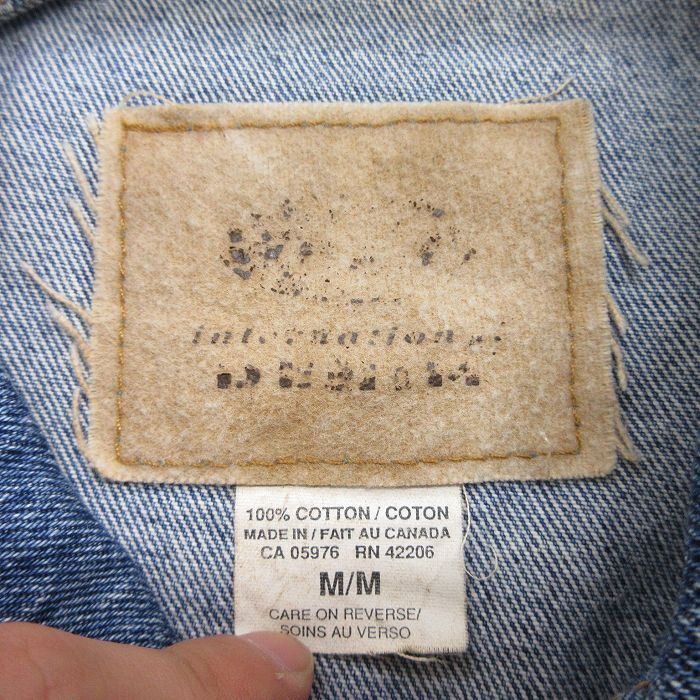 international
100% COTTON / COTON
MADE IN / FAIT AU CANADA
CA 05976 RN 42206
M/M
CARE ON REVERSE/
SOINS AU VERSO